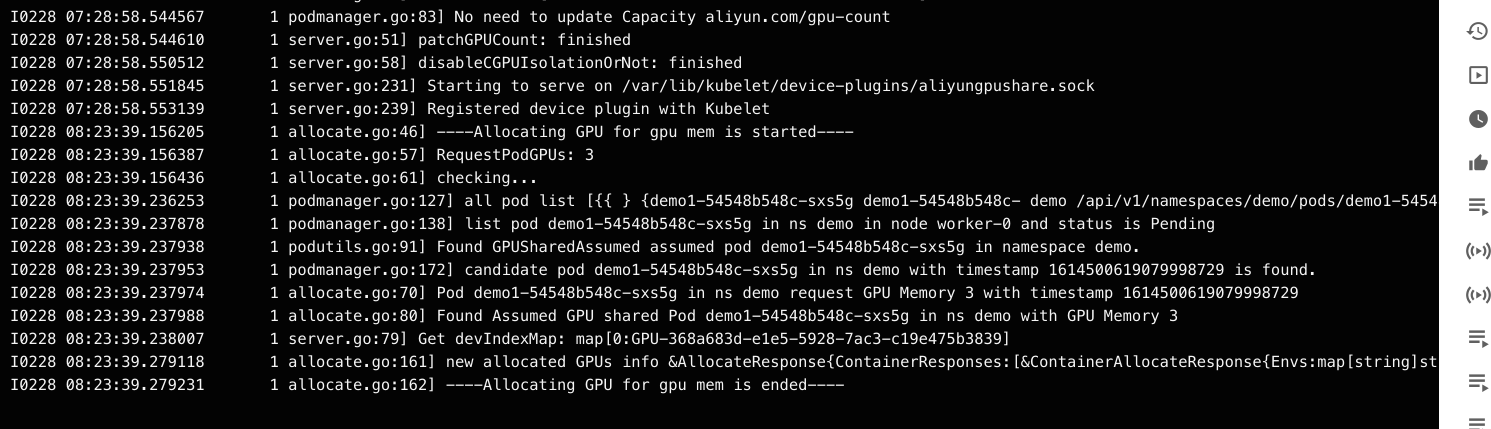 I0228 07:28:58.544567       1 podmanager.go:83] No need to update Capacity aliyun.com/gpu-count
I0228 07:28:58.544610       1 server.go:51] patchGPUCount: finished
I0228 07:28:58.550512       1 server.go:58] disableCGPUIsolationOrNot: finished
I0228 07:28:58.551845       1 server.go:231] Starting to serve on /var/lib/kubelet/device-plugins/aliyungpushare.sock
I0228 07:28:58.553139       1 server.go:239] Registered device plugin with Kubelet
I0228 08:23:39.156205       1 allocate.go:46] ----Allocating GPU for gpu mem is started----
I0228 08:23:39.156387       1 allocate.go:57] RequestPodGPUs: 3
I0228 08:23:39.156436       1 allocate.go:61] checking...
I0228 08:23:39.236253       1 podmanager.go:127] all pod list [{{ } {demo1-54548b548c-sxs5g demo1-54548b548c- demo /api/v1/namespaces/demo/pods/demo1-5454
I0228 08:23:39.237878       1 podmanager.go:138] list pod demo1-54548b548c-sxs5g in ns demo in node worker-0 and status is Pending
I0228 08:23:39.237938       1 podutils.go:91] Found GPUSharedAssumed assumed pod demo1-54548b548c-sxs5g in namespace demo.
I0228 08:23:39.237953       1 podmanager.go:172] candidate pod demo1-54548b548c-sxs5g in ns demo with timestamp 1614500619079998729 is found.
I0228 08:23:39.237974       1 allocate.go:70] Pod demo1-54548b548c-sxs5g in ns demo request GPU Memory 3 with timestamp 1614500619079998729
I0228 08:23:39.237988       1 allocate.go:80] Found Assumed GPU shared Pod demo1-54548b548c-sxs5g in ns demo with GPU Memory 3
I0228 08:23:39.238007       1 server.go:79] Get devIndexMap: map[0:GPU-368a683d-e1e5-5928-7ac3-c19e475b3839]
I0228 08:23:39.279118       1 allocate.go:161] new allocated GPUs info &AllocateResponse{ContainerResponses:[&ContainerAllocateResponse{Envs:map[string]st
I0228 08:23:39.279231       1 allocate.go:162] ----Allocating GPU for gpu mem is ended----